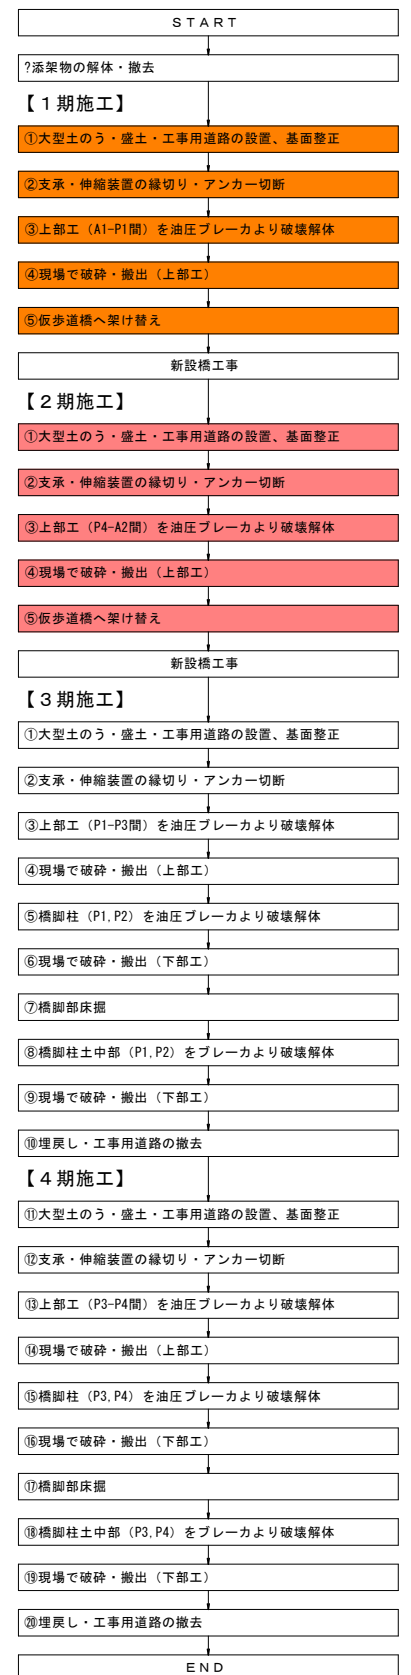 ＳＴＡＲＴ
?添架物の解体・撤去
【１期施工】
①大型土のう・盛土・工事用道路の設置、基面整正
②支承・伸縮装置の縁切り・アンカー切断
③上部工（A1-P1間）を油圧ブレーカより破壊解体
④現場で破砕・搬出（上部工）
⑤仮歩道橋へ架け替え
新設橋工事
【２期施工】
①大型土のう・盛土・工事用道路の設置、基面整正
②支承・伸縮装置の縁切り・アンカー切断
③上部工（P4-A2間）を油圧ブレーカより破壊解体
④現場で破砕・搬出（上部工）
⑤仮歩道橋へ架け替え
新設橋工事
【３期施工】
①大型土のう・盛土・工事用道路の設置、基面整正
②支承・伸縮装置の縁切り・アンカー切断
③上部工（P1-P3間）を油圧ブレーカより破壊解体
④現場で破砕・搬出（上部工）
⑤橋脚柱（P1,P2）を油圧ブレーカより破壊解体
⑥現場で破砕・搬出（下部工）
⑦橋脚部床掘
⑧橋脚柱土中部（P1,P2）をブレーカより破壊解体
⑨現場で破砕・搬出（下部工）
⑩埋戻し・工事用道路の撤去
【４期施工】
⑪大型土のう・盛土・工事用道路の設置、基面整正
⑫支承・伸縮装置の縁切り・アンカー切断
⑬上部工（P3-P4間）を油圧ブレーカより破壊解体
⑭現場で破砕・搬出（上部工）
⑮橋脚柱（P3,P4）を油圧ブレーカより破壊解体
⑯現場で破砕・搬出（下部工）
⑰橋脚部床掘
⑱橋脚柱土中部（P3,P4）をブレーカより破壊解体
⑲現場で破砕・搬出（下部工）
⑳埋戻し・工事用道路の撤去
ＥＮＤ